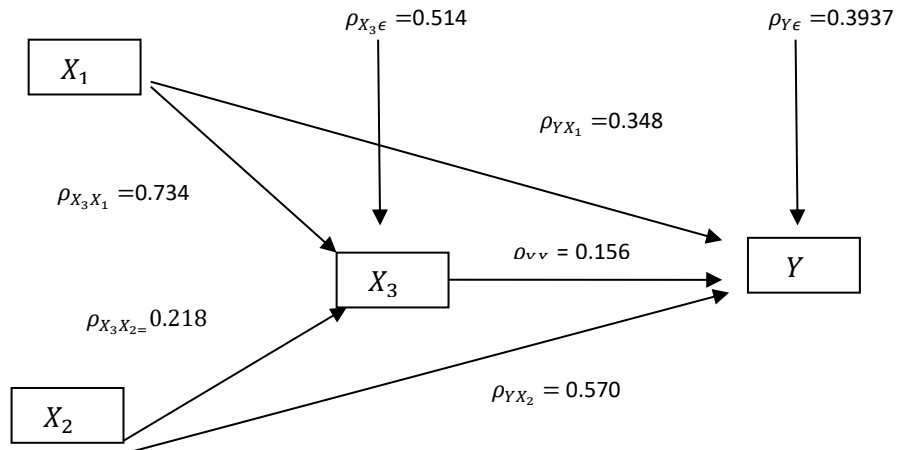 ρX₃ϵ =0.514
ρYϵ =0.3937
X₁
ρYX₁ =0.348
ρX₃X₁ =0.734
= 0.156
X₃
Y
ρX₃X₂= 0.218
ρYX₂ =0.570
X₂